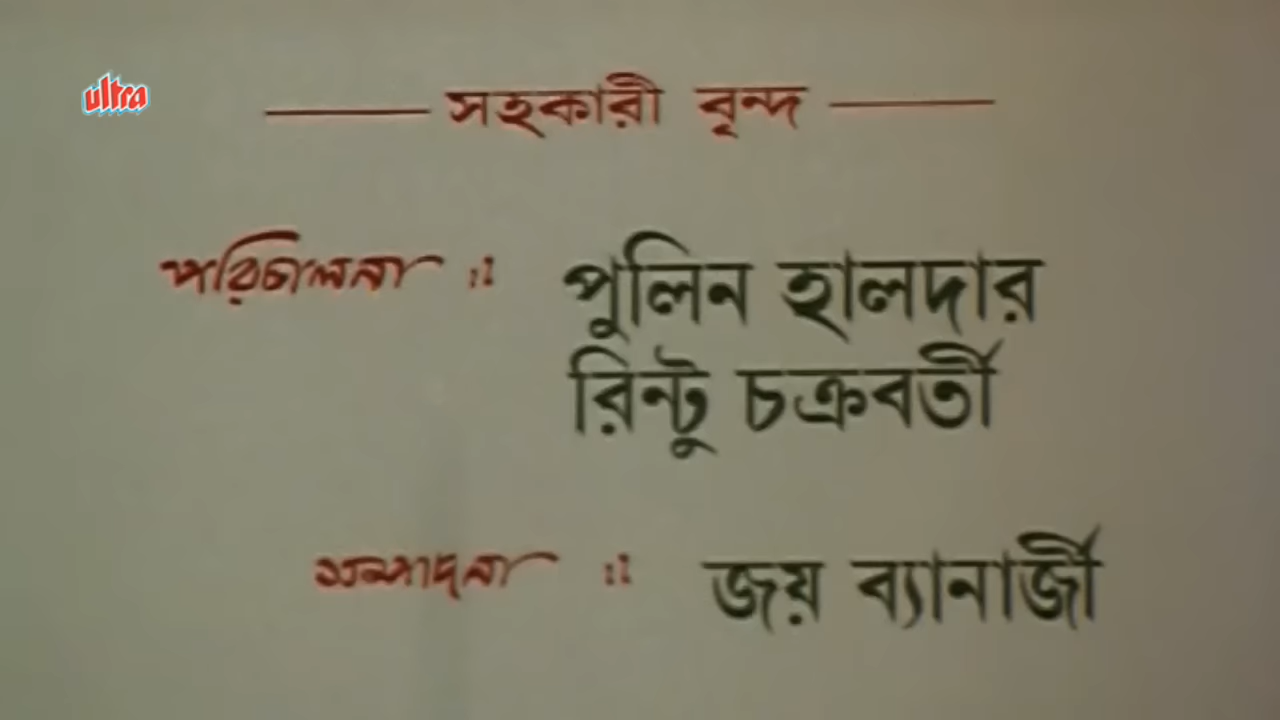 ultra
সহকারী বৃন্দ
পরিচালনা :: পুলিন হালদার
রিন্টু চক্রবর্তী
সম্পাদনা :: জয় ব্যানার্জী